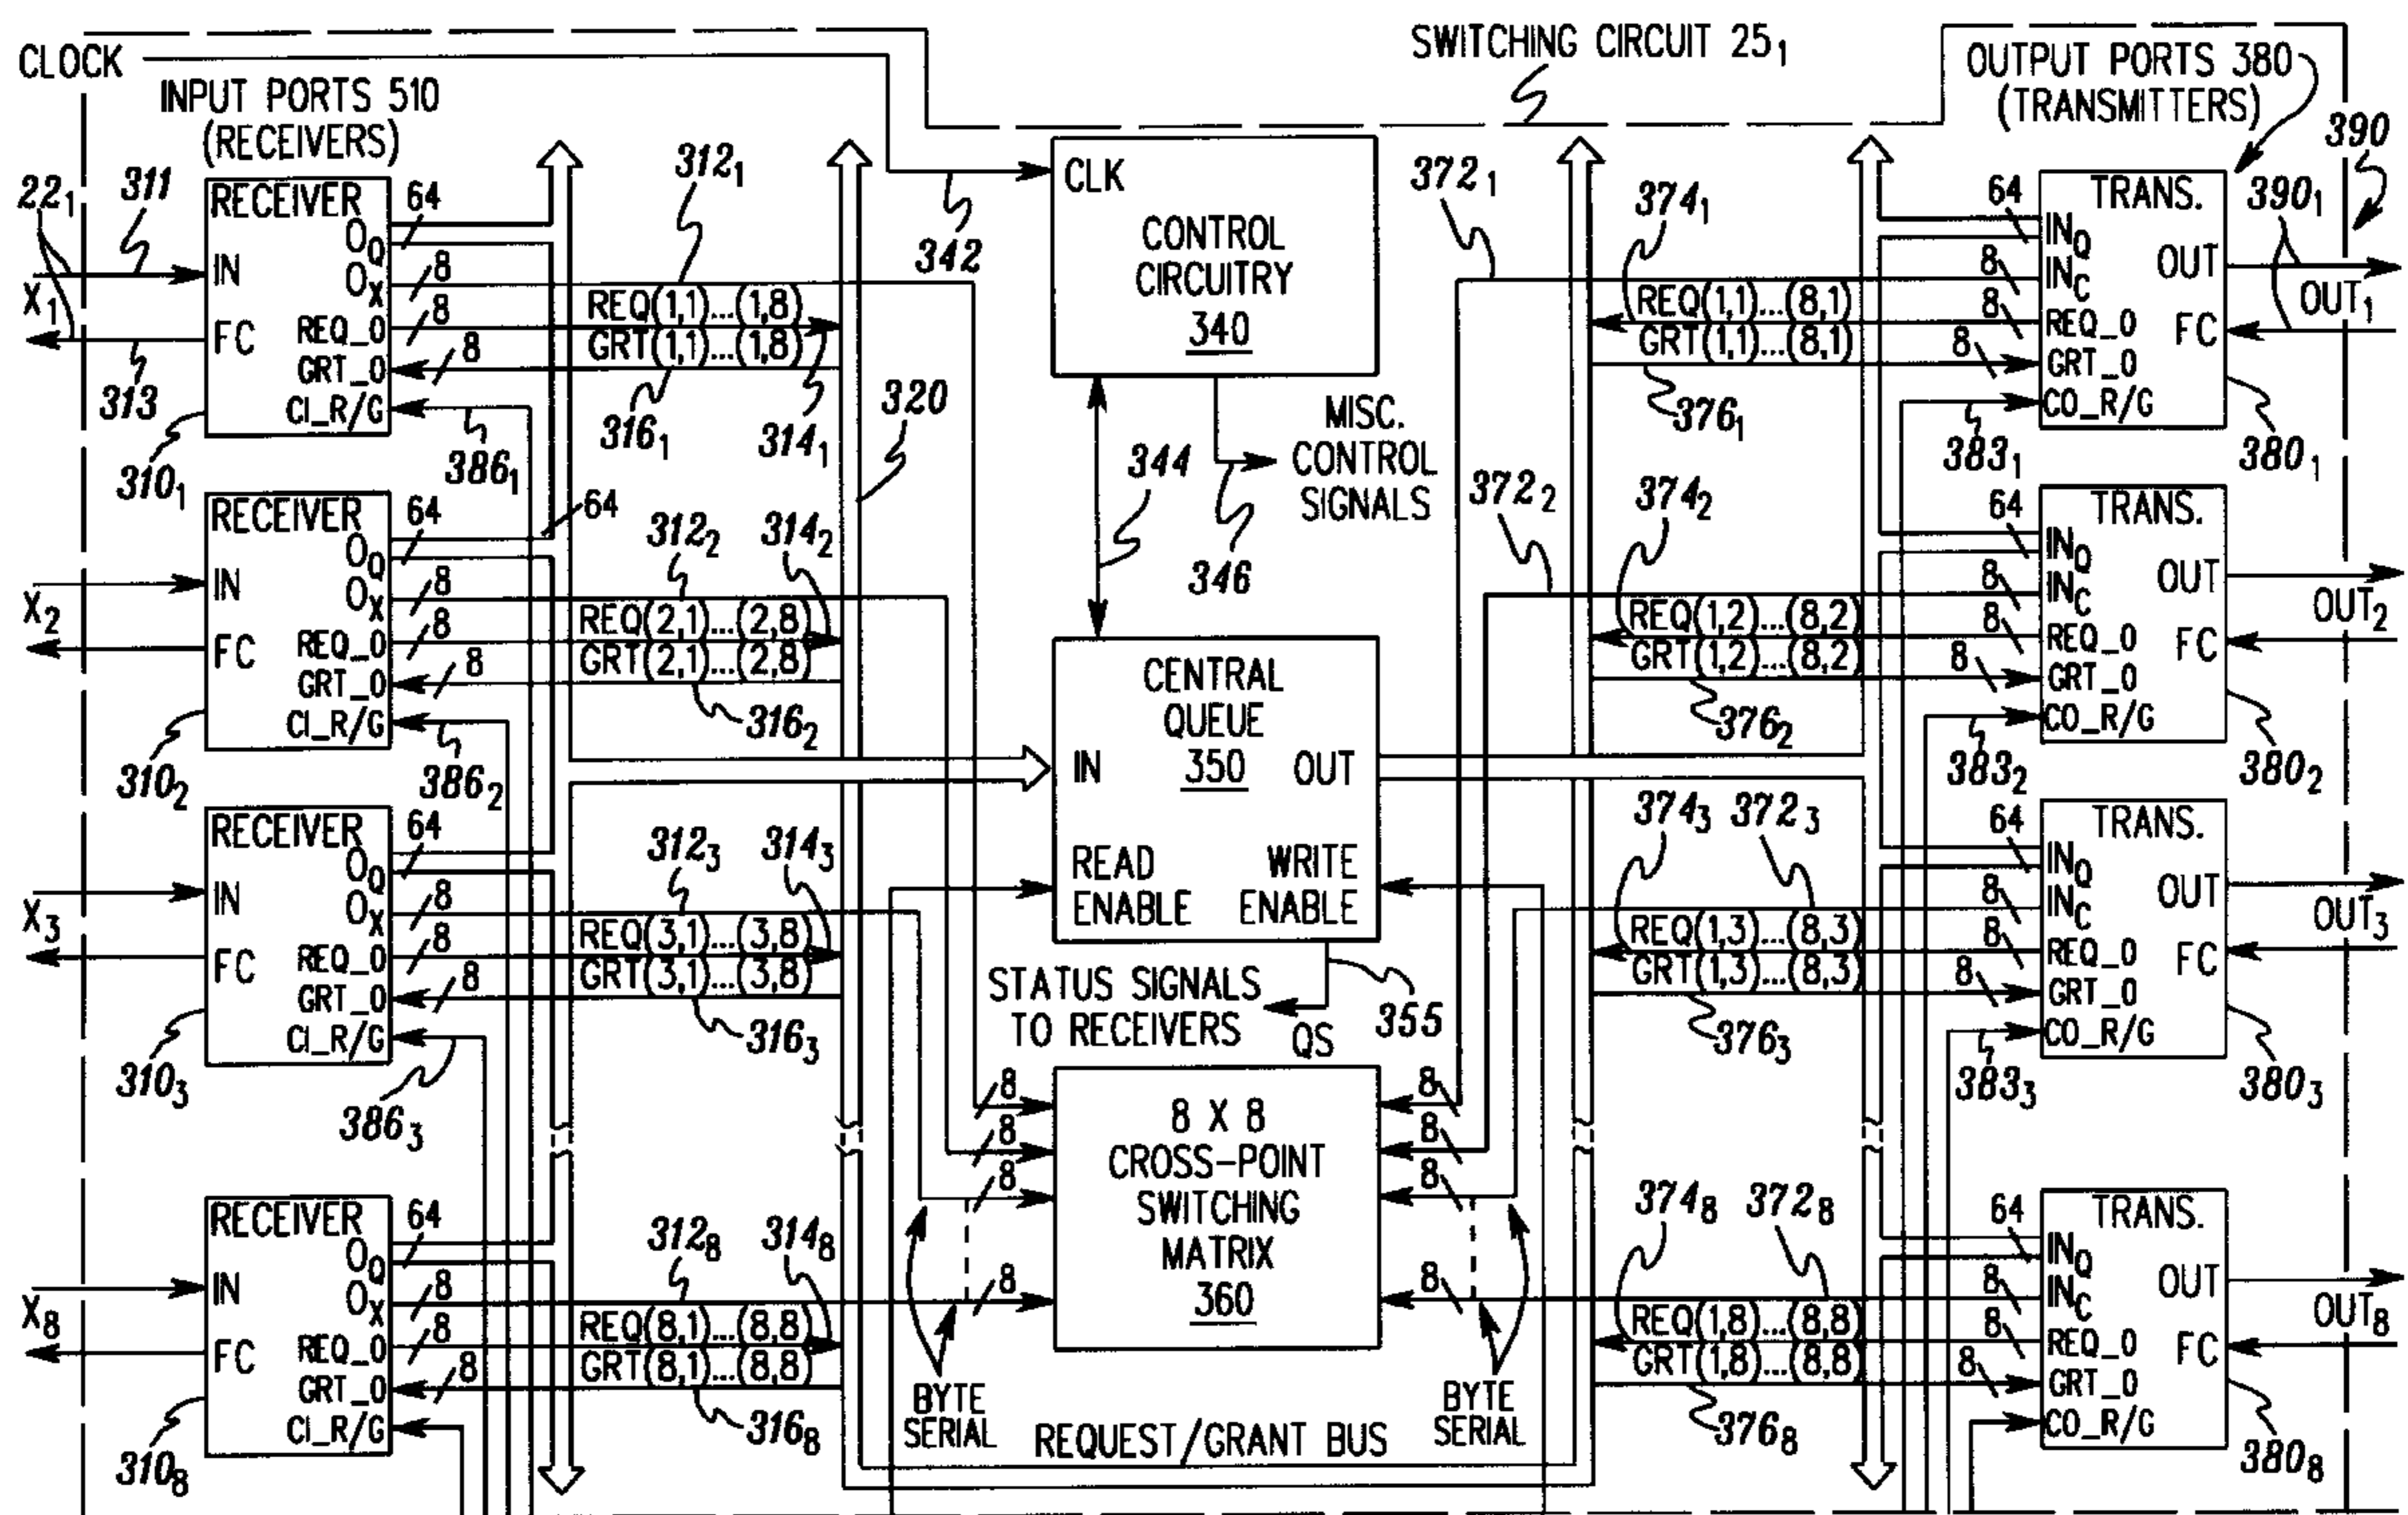 CLOCK
SWITCHING CIRCUIT 25₁
INPUT PORTS 510
(RECEIVERS)
OUTPUT PORTS 380
(TRANSMITTERS)
390
22₁
311
X₁
313
RECEIVER
O_Q
IN
O_X
FC
REQ_0
GRT_0
CI_R/G
310₁
64
8
8
8
386₁
312₁
REQ(1,1)...(1,8)
GRT(1,1)...(1,8)
316₁
314₁
320
342
CLK
CONTROL
CIRCUITRY
340
344
MISC.
CONTROL
SIGNALS
346
372₁
374₁
REQ(1,1)...(8,1)
GRT(1,1)...(8,1)
376₁
64
8
8
8
383₁
TRANS.
IN_Q
IN_C
OUT
REQ_0
FC
GRT_0
CO_R/G
380₁
390₁
OUT₁
X₂
RECEIVER
O_Q
IN
O_X
FC
REQ_0
GRT_0
CI_R/G
310₂
64
8
8
8
386₂
64
312₂
314₂
REQ(2,1)...(2,8)
GRT(2,1)...(2,8)
316₂
CENTRAL
QUEUE
IN
350
OUT
READ
ENABLE
WRITE
ENABLE
STATUS SIGNALS
TO RECEIVERS
QS
355
372₂
374₂
REQ(1,2)...(8,2)
GRT(1,2)...(8,2)
376₂
64
8
8
8
383₂
TRANS.
IN_Q
IN_C
OUT
REQ_0
FC
GRT_0
CO_R/G
380₂
OUT₂
X₃
RECEIVER
O_Q
IN
O_X
FC
REQ_0
GRT_0
CI_R/G
310₃
64
8
8
8
386₃
312₃
314₃
REQ(3,1)...(3,8)
GRT(3,1)...(3,8)
316₃
374₃
372₃
REQ(1,3)...(8,3)
GRT(1,3)...(8,3)
376₃
64
8
8
8
383₃
TRANS.
IN_Q
IN_C
OUT
REQ_0
FC
GRT_0
CO_R/G
380₃
OUT₃
8
8
8
8
8 X 8
CROSS-POINT
SWITCHING
MATRIX
360
8
8
8
8
X₈
RECEIVER
O_Q
IN
O_X
FC
REQ_0
GRT_0
CI_R/G
310₈
64
8
8
8
312₈
314₈
REQ(8,1)...(8,8)
GRT(8,1)...(8,8)
316₈
BYTE
SERIAL
REQUEST/GRANT BUS
BYTE
SERIAL
374₈
372₈
REQ(1,8)...(8,8)
GRT(1,8)...(8,8)
376₈
64
8
8
8
TRANS.
IN_Q
IN_C
OUT
REQ_0
FC
GRT_0
CO_R/G
380₈
OUT₈